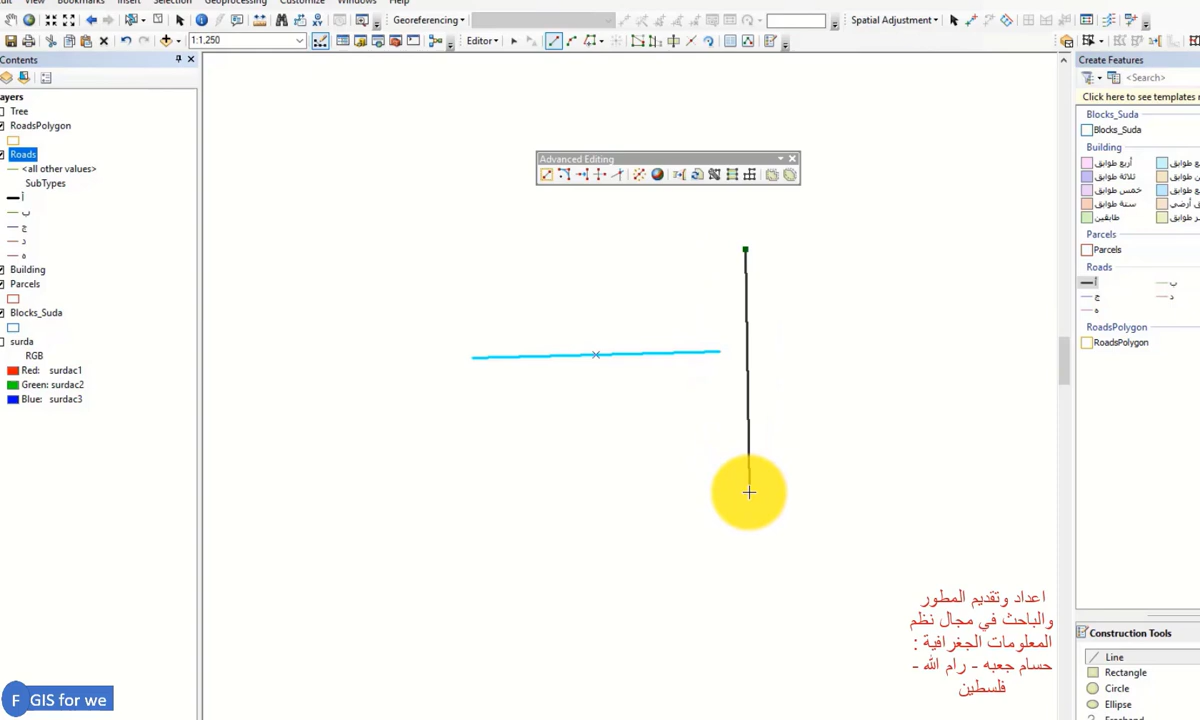 View
Bookmarks
Insert
Selection
Geoprocessing
Customize
Windows
Help
Georeferencing
Spatial Adjustment
1:1,250
Editor
Contents
Create Features
<Search>
Click here to see templates
ayers
Tree
RoadsPolygon
Roads
<all other values>
SubTypes
أ
ب
ج
د
ه
Building
Parcels
Blocks_Suda
surda
RGB
Red: surdac1
Green: surdac2
Blue: surdac3
Advanced Editing
Blocks_Suda
Blocks_Suda
Building
أربع طوابق
ثلاثة طوابق
خمس طوابق
ستة طوابق
طابقين
Parcels
Parcels
Roads
أ
ب
ج
د
ه
RoadsPolygon
RoadsPolygon
Construction Tools
Line
Rectangle
Circle
Ellipse
اعداد وتقديم المطور
والباحث في مجال نظم
المعلومات الجغرافية :
حسام جعبه - رام الله -
فلسطين
F GIS for we